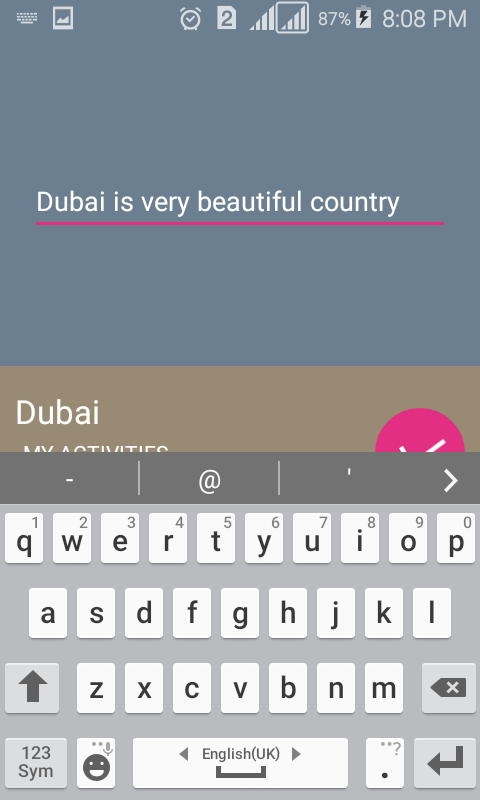 2 87% 8:08 PM
Dubai is very beautiful country
Dubai
MY ACTIVITIES
- @ '
1 2 3 4 5 6 7 8 9 0
q w e r t y u i o p
a s d f g h j k l
z x c v b n m
123
Sym
English(UK)
. ?